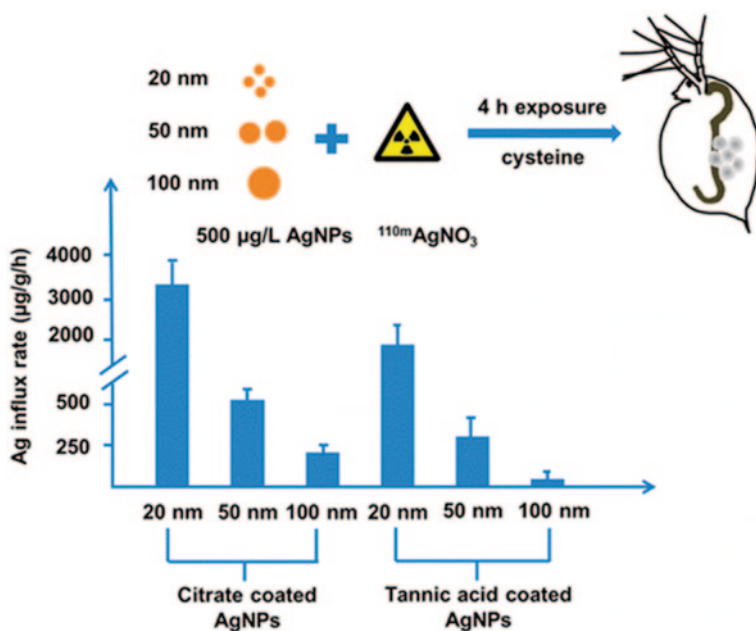 20 nm
50 nm
100 nm
4 h exposure
cysteine
500 µg/L AgNPs
110mAgNO3
Ag influx rate (µg/g/h)
4000
3000
2000
500
250
20 nm 50 nm 100 nm 20 nm 50 nm 100 nm
Citrate coated
AgNPs
Tannic acid coated
AgNPs